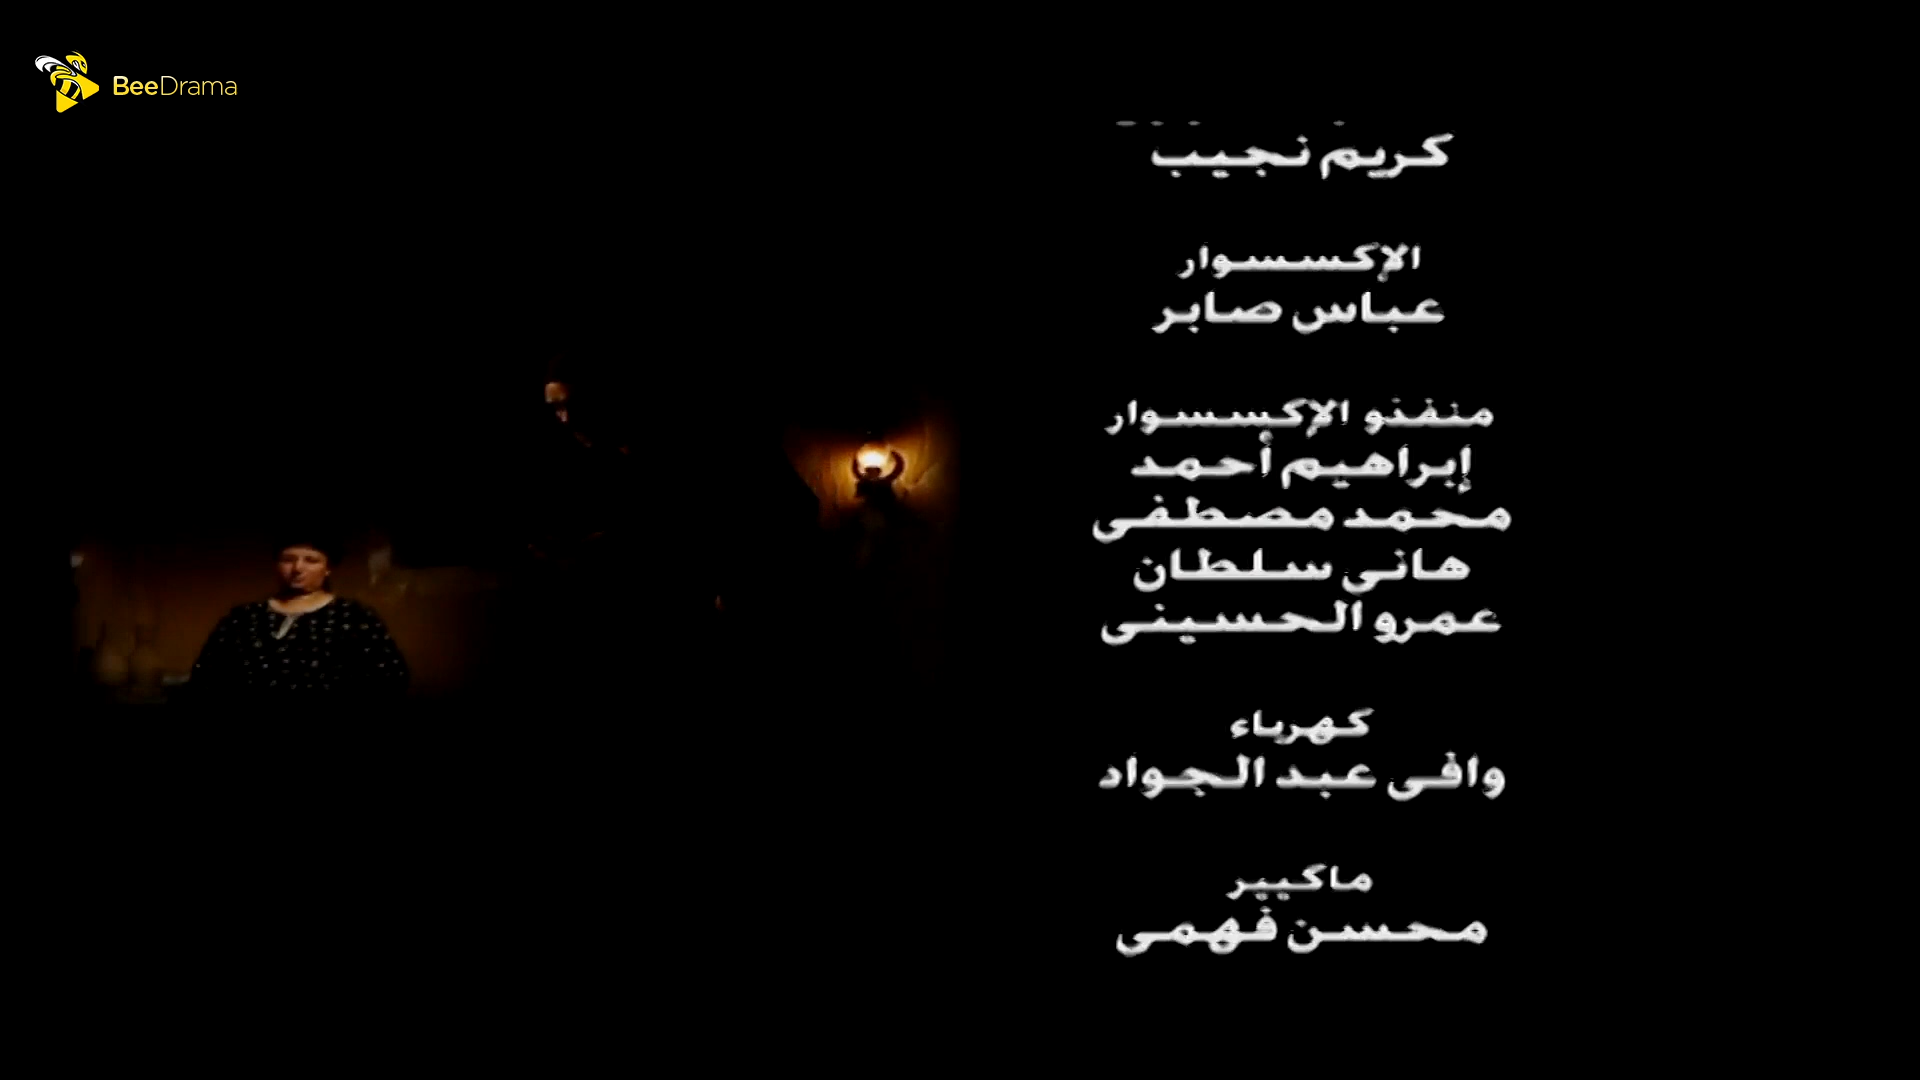 BeeDrama
كريم نجيب
الإكسسوار
عباس صابر
منفذو الإكسسوار
إبراهيم أحمد
محمد مصطفى
هانى سلطان
عمرو الحسينى
كهرباء
وافى عبد الجواد
ماكيير
محسن فهمى